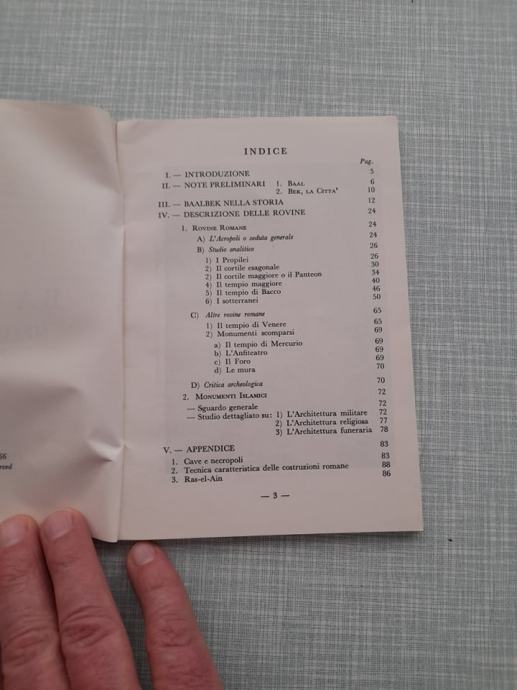 INDICE
Pag.
I. — INTRODUZIONE 5
II. — NOTE PRELIMINARI 1. BAAL 6
2. BEK, LA CITTA' 10
III. — BAALBEK NELLA STORIA 12
IV. — DESCRIZIONE DELLE ROVINE 24
1. ROVINE ROMANE 24
A) L'Acropoli o seduta generale 24
B) Studio analitico 26
1) I Propilei 26
2) Il cortile esagonale 30
2) Il cortile maggiore o il Panteon 34
4) Il tempio maggiore 40
5) Il tempio di Bacco 46
6) I sotterranei 50
C) Altre rovine romane 65
1) Il tempio di Venere 65
2) Monumenti scomparsi 69
a) Il tempio di Mercurio 69
b) L'Anfiteatro 69
c) Il Foro 69
d) Le mura 70
D) Critica archeologica 70
2. MONUMENTI ISLAMICI 72
— Sguardo generale 72
— Studio dettagliato su: 1) L'Architettura militare 72
2) L'Architettura religiosa 77
3) L'Architettura funeraria 78
V. — APPENDICE 83
1. Cave e necropoli 83
2. Tecnica caratteristica delle costruzioni romane 88
3. Ras-el-Ain 86
— 3 —